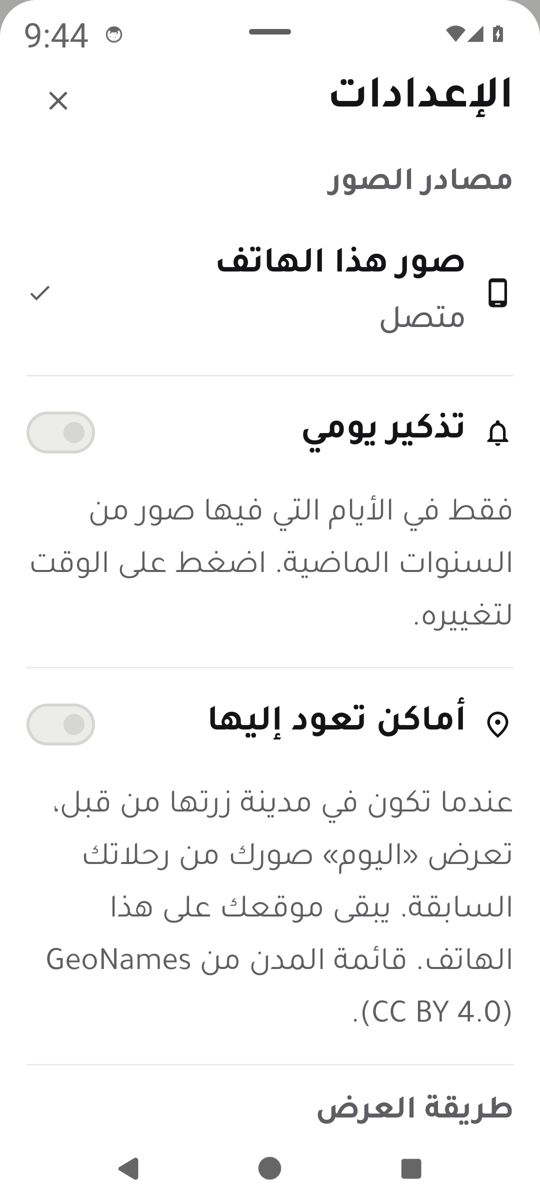 9:44
الإعدادات
مصادر الصور
صور هذا الهاتف
متصل
تذكير يومي
فقط في الأيام التي فيها صور من
السنوات الماضية. اضغط على الوقت
لتغييره.
أماكن تعود إليها
عندما تكون في مدينة زرتها من قبل،
تعرض «اليوم» صورك من رحلاتك
السابقة. يبقى موقعك على هذا
الهاتف. قائمة المدن من GeoNames
(CC BY 4.0).
طريقة العرض